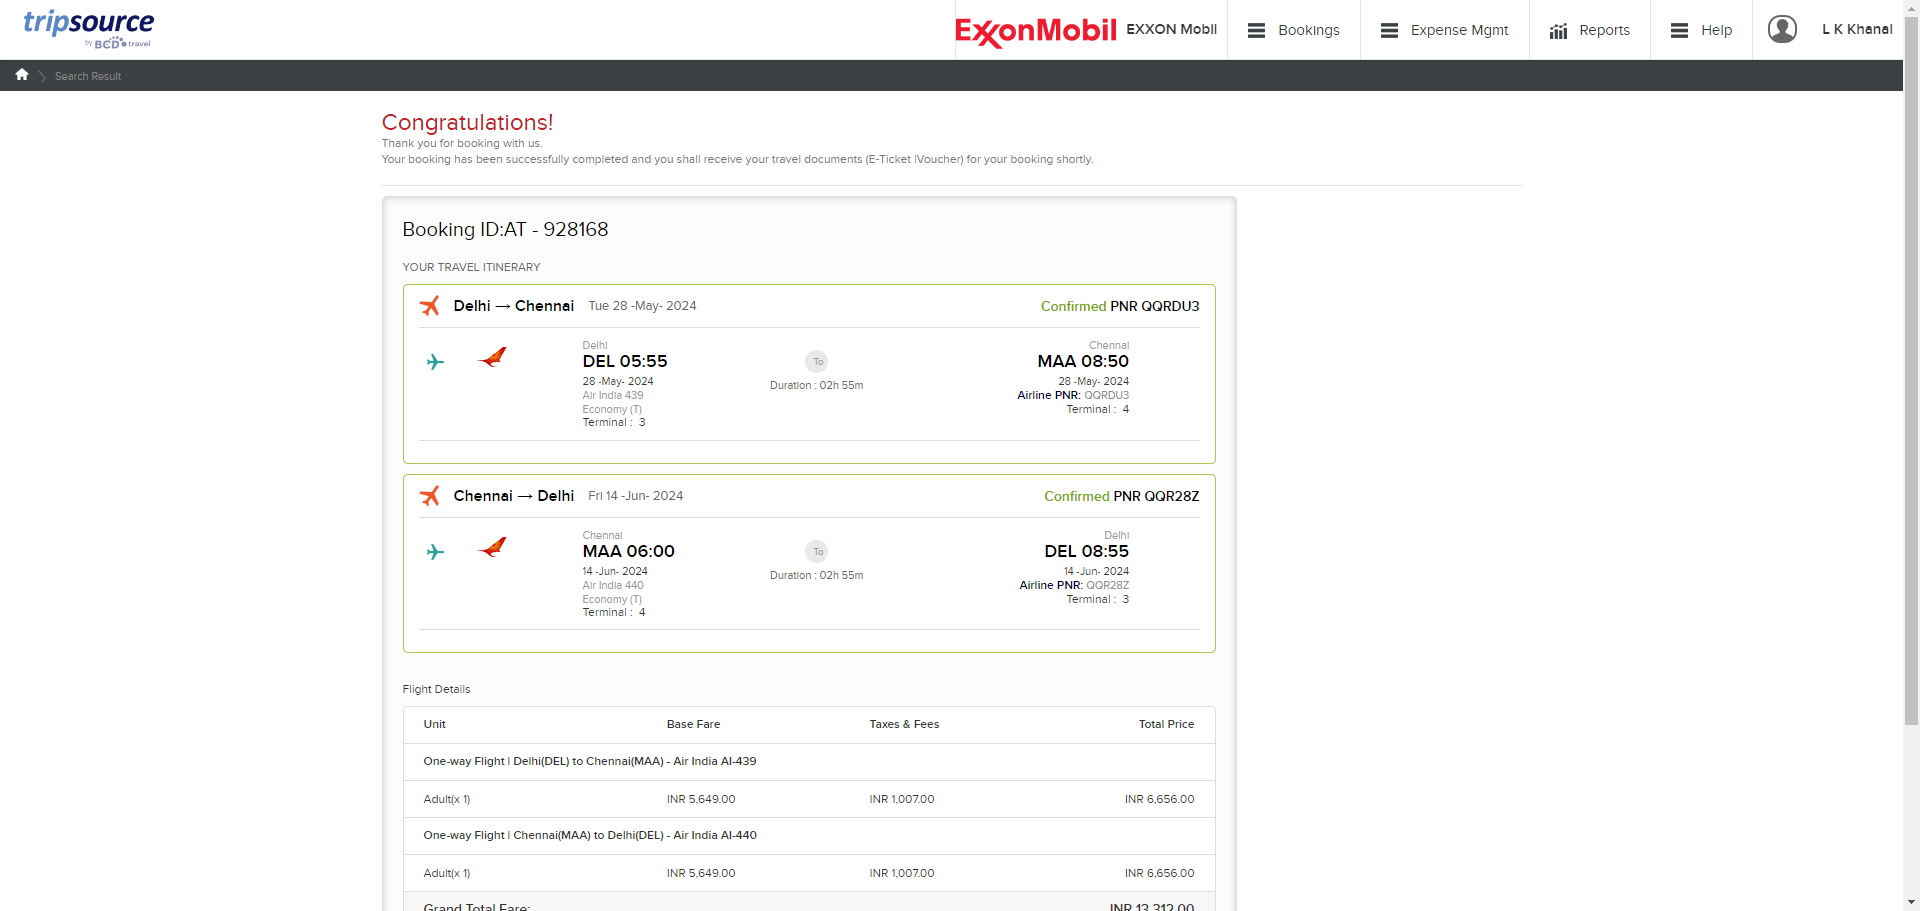 tripsource
by BCD travel
ExxonMobil EXXON Mobil Bookings Expense Mgmt Reports Help L K Khanal
Search Result
Congratulations!
Thank you for booking with us.
Your booking has been successfully completed and you shall receive your travel documents (E-Ticket |Voucher) for your booking shortly.
Booking ID:AT - 928168
YOUR TRAVEL ITINERARY
Delhi → Chennai Tue 28 -May- 2024 Confirmed PNR QQRDU3
Delhi To Chennai
DEL 05:55 MAA 08:50
28 -May- 2024 Duration : 02h 55m 28 -May- 2024
Air India 439 Airline PNR: QQRDU3
Economy (T) Terminal : 4
Terminal : 3
Chennai → Delhi Fri 14 -Jun- 2024 Confirmed PNR QQR28Z
Chennai To Delhi
MAA 06:00 DEL 08:55
14 -Jun- 2024 Duration : 02h 55m 14 -Jun- 2024
Air India 440 Airline PNR: QQR28Z
Economy (T) Terminal : 3
Terminal : 4
Flight Details
Unit Base Fare Taxes & Fees Total Price
One-way Flight | Delhi(DEL) to Chennai(MAA) - Air India AI-439
Adult(x 1) INR 5,649.00 INR 1,007.00 INR 6,656.00
One-way Flight | Chennai(MAA) to Delhi(DEL) - Air India AI-440
Adult(x 1) INR 5,649.00 INR 1,007.00 INR 6,656.00
Grand Total Fare: INR 13,312.00